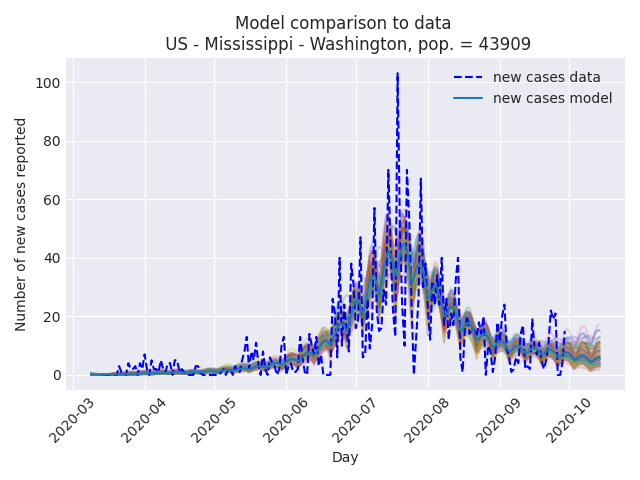 Model comparison to data
US - Mississippi - Washington, pop. = 43909
new cases data
new cases model
Number of new cases reported
100
80
60
40
20
0
2020-03
2020-04
2020-05
2020-06
2020-07
2020-08
2020-09
2020-10
Day